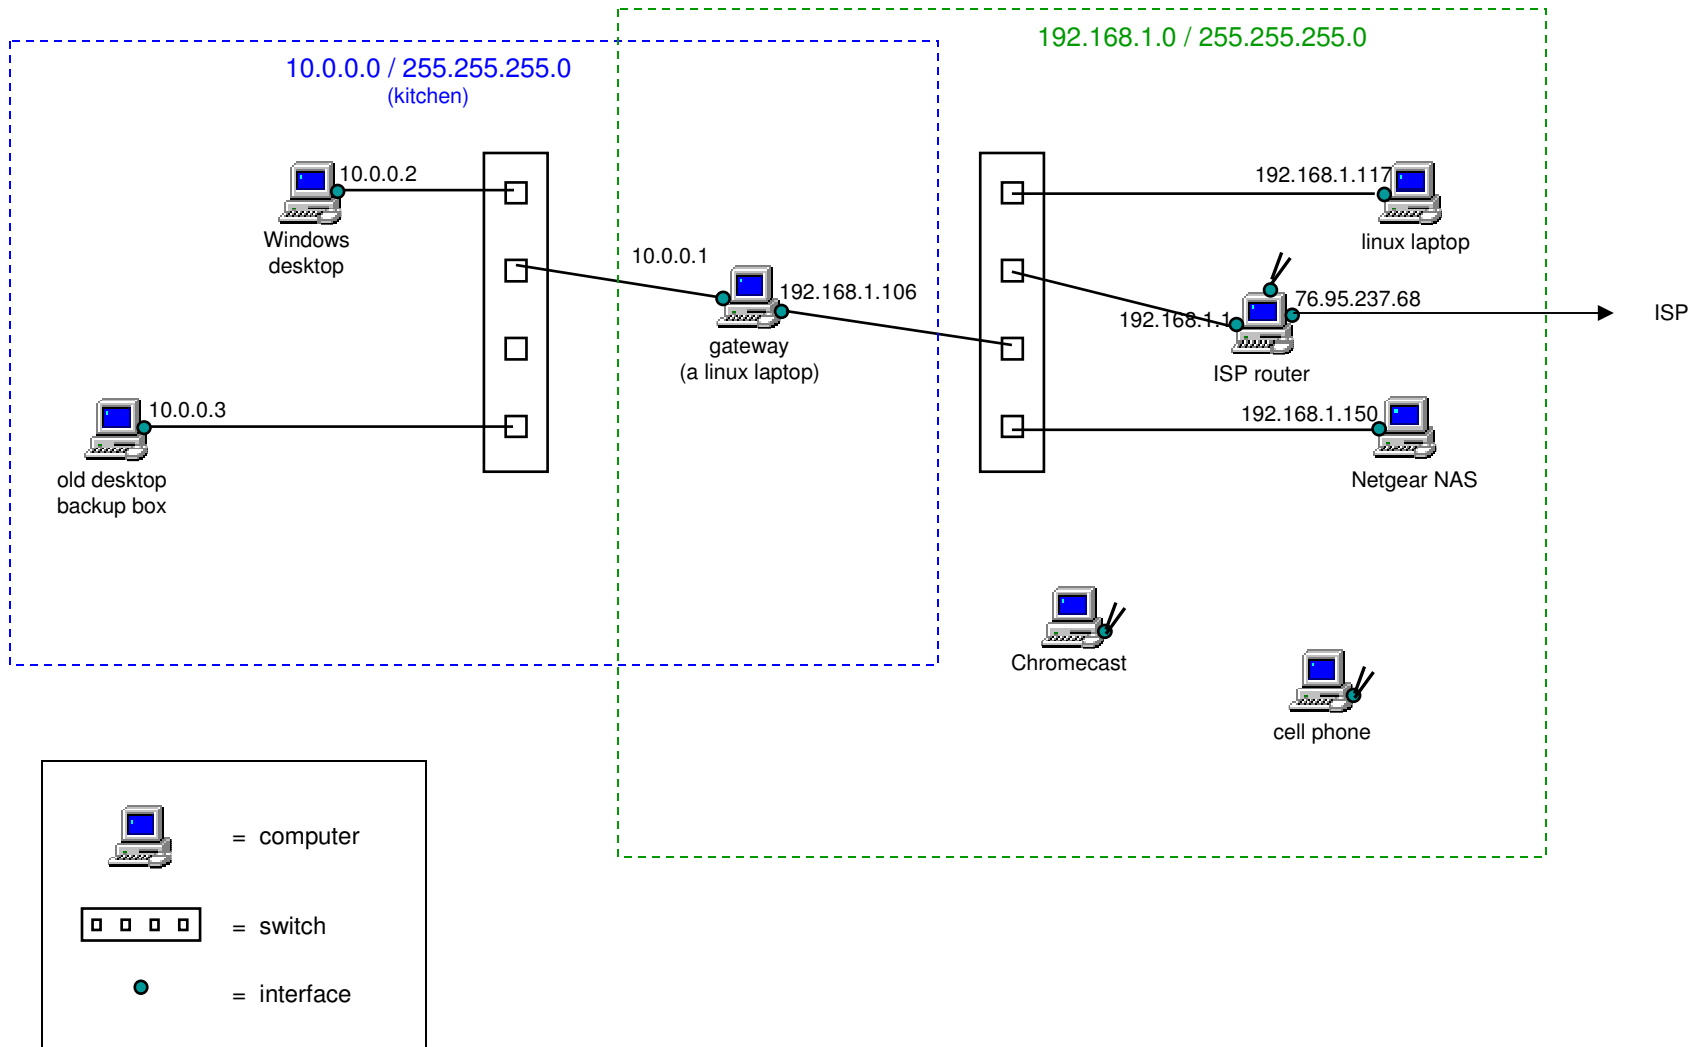 192.168.1.0 / 255.255.255.0
10.0.0.0 / 255.255.255.0
(kitchen)
10.0.0.2
Windows
desktop
10.0.0.3
old desktop
backup box
10.0.0.1
192.168.1.106
gateway
(a linux laptop)
192.168.1.117
linux laptop
192.168.1.1
76.95.237.68
ISP router
ISP
192.168.1.150
Netgear NAS
Chromecast
cell phone
= computer
= switch
= interface